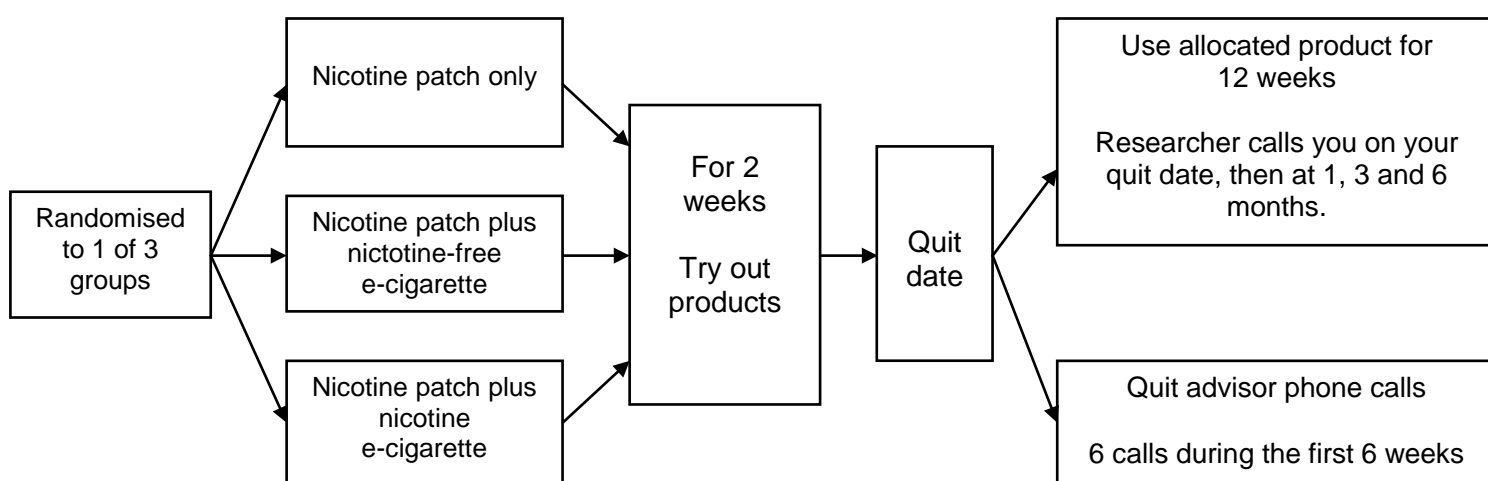 Randomised
to 1 of 3
groups
Nicotine patch only
Nicotine patch plus
nictotine-free
e-cigarette
Nicotine patch plus
nicotine
e-cigarette
For 2
weeks
Try out
products
Quit
date
Use allocated product for
12 weeks
Researcher calls you on your
quit date, then at 1, 3 and 6
months.
Quit advisor phone calls
6 calls during the first 6 weeks